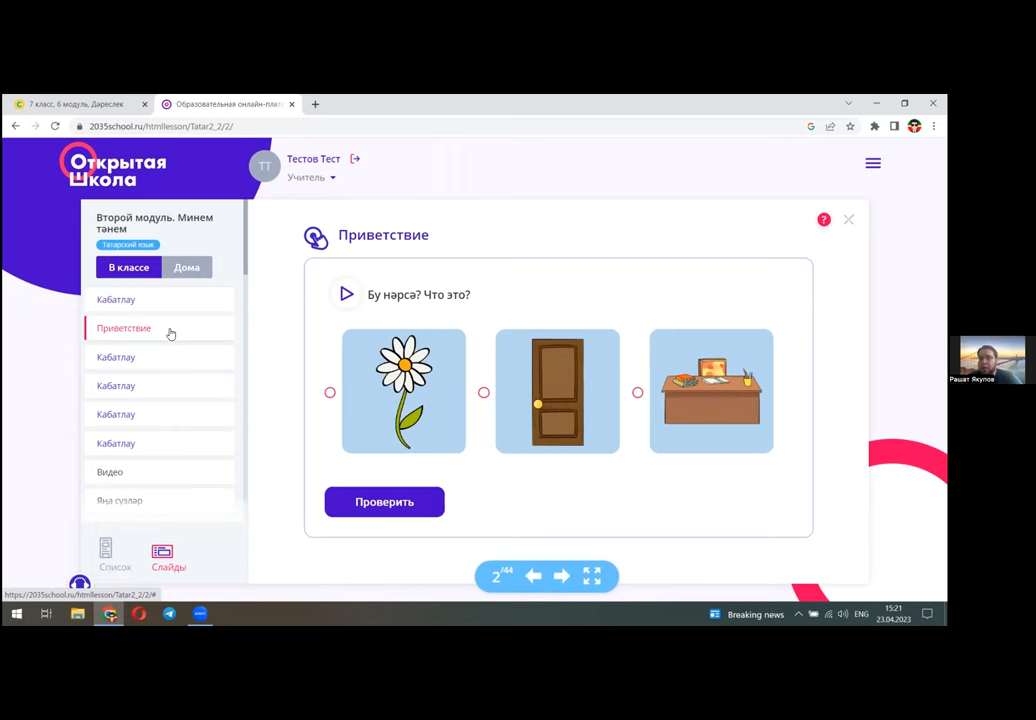 7 класс, 6 модуль, Дареслек
Образовательная онлайн-плат
2035school.ru/htmllesson/Tatar2_2/2/
Открытая
Школа
ТТ
Тестов Тест
Учитель
Второй модуль. Минем
тәнем
Татарский язык
В классе
Дома
Кабатлау
Приветствие
Кабатлау
Кабатлау
Кабатлау
Кабатлау
Видео
Яңа сүзләр
Список
Слайды
?
Приветствие
Бу нәрсә? Что это?
Проверить
2/44
https://2035school.ru/htmllesson/Tatar2_2/2/#
Breaking news
ENG
15:21
23.04.2023
Рашат Якупов